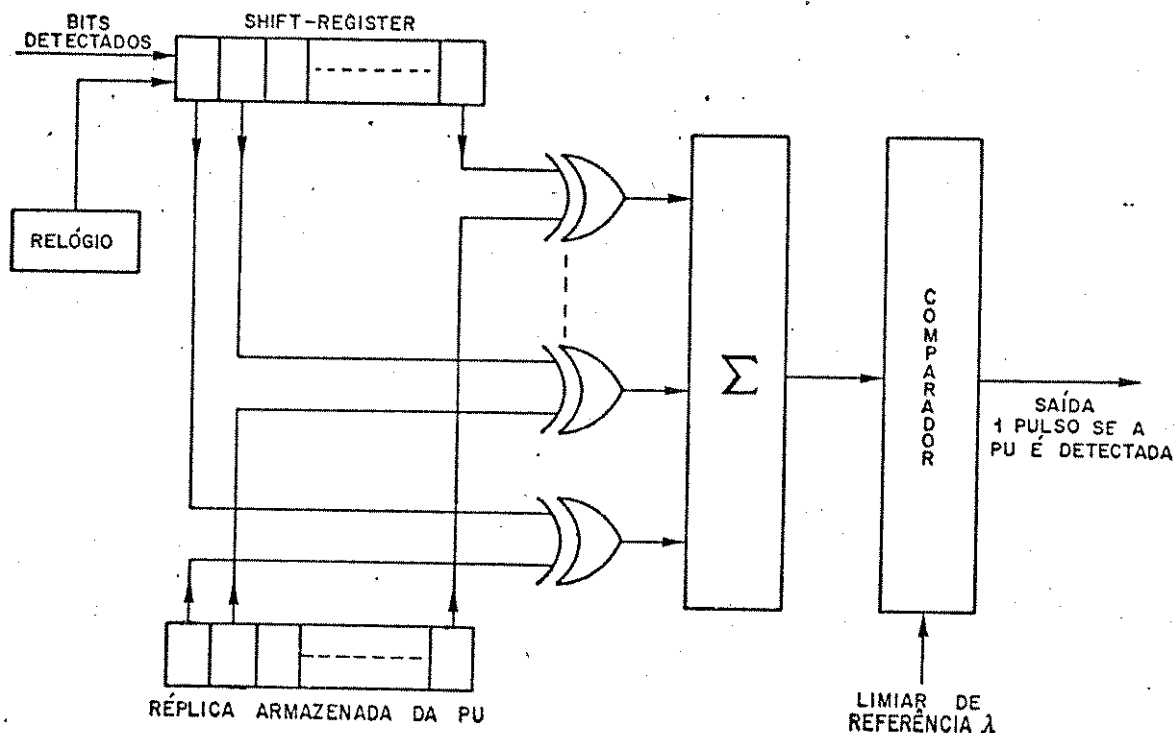 BITS
DETECTADOS
SHIFT-REGISTER
RELÓGIO
Σ
COMPARADOR
SAÍDA
1 PULSO SE A
PU É DETECTADA
RÉPLICA ARMAZENADA DA PU
LIMIAR DE
REFERÊNCIA λ